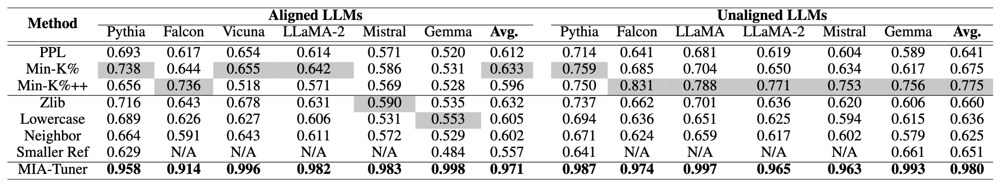 Method Aligned LLMs Unaligned LLMs
Pythia Falcon Vicuna LLaMA-2 Mistral Gemma Avg. Pythia Falcon LLaMA LLaMA-2 Mistral Gemma Avg.
PPL 0.693 0.617 0.654 0.614 0.571 0.520 0.612 0.714 0.641 0.681 0.619 0.604 0.589 0.641
Min-K% 0.738 0.644 0.655 0.642 0.586 0.531 0.633 0.759 0.685 0.704 0.650 0.634 0.617 0.675
Min-K%++ 0.656 0.736 0.518 0.571 0.569 0.528 0.596 0.750 0.831 0.788 0.771 0.753 0.756 0.775
Zlib 0.716 0.643 0.678 0.631 0.590 0.535 0.632 0.737 0.662 0.701 0.636 0.620 0.606 0.660
Lowercase 0.689 0.626 0.627 0.606 0.531 0.553 0.605 0.694 0.636 0.651 0.625 0.594 0.615 0.636
Neighbor 0.664 0.591 0.643 0.611 0.572 0.529 0.602 0.671 0.624 0.659 0.617 0.602 0.579 0.625
Smaller Ref 0.629 N/A N/A N/A N/A 0.484 0.557 0.641 N/A N/A N/A N/A 0.661 0.651
MIA-Tuner 0.958 0.914 0.996 0.982 0.983 0.998 0.971 0.987 0.974 0.997 0.965 0.963 0.993 0.980